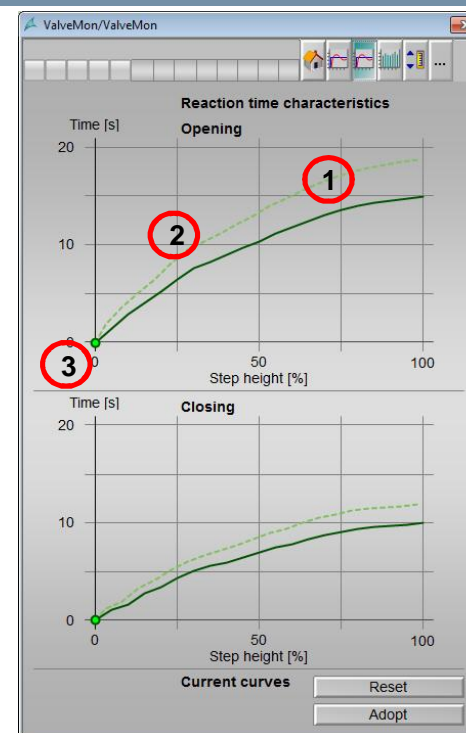 ValveMon/ValveMon
...
Reaction time characteristics
Time [s]
Opening
20
1
2
10
0
3
0
50
100
Step height [%]
Time [s]
Closing
20
10
0
0
50
100
Step height [%]
Current curves
Reset
Adopt